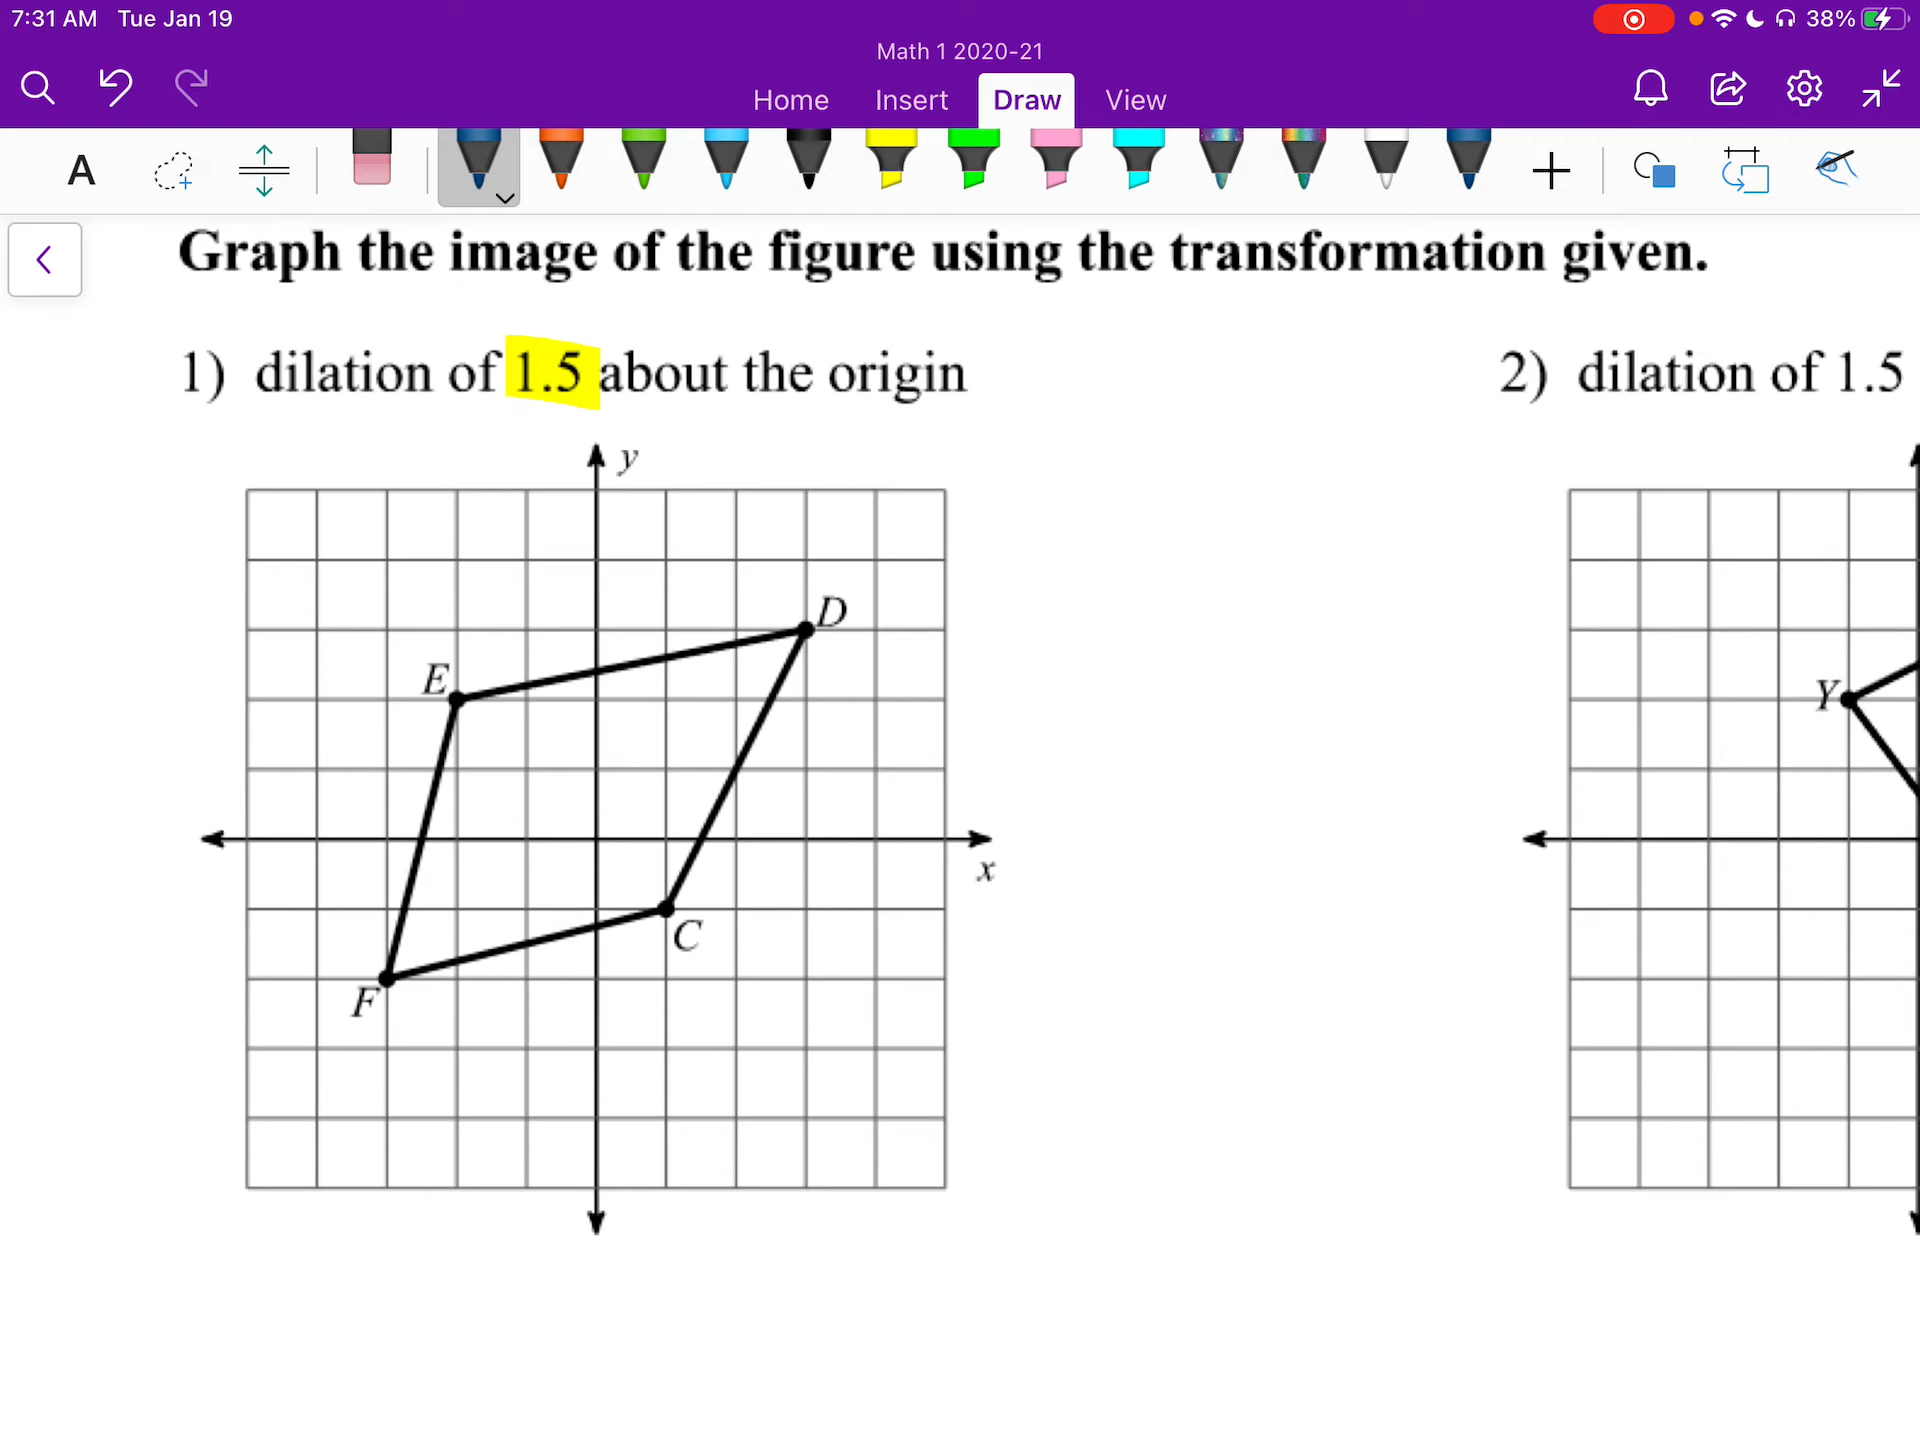 7:31 AM Tue Jan 19
38%
Math 1 2020-21
Home Insert Draw View
A
Graph the image of the figure using the transformation given.
1) dilation of 1.5 about the origin
2) dilation of 1.5
y
D
E
Y
x
C
F